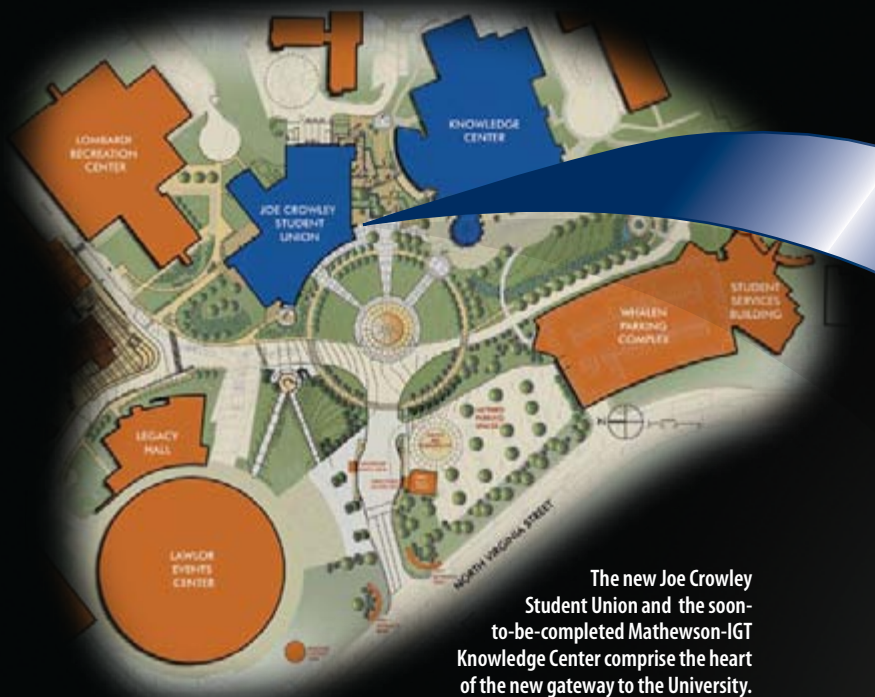 LOMBARDI
RECREATION
CENTER
KNOWLEDGE
CENTER
JOE CROWLEY
STUDENT
UNION
WHALEN
PARKING
COMPLEX
STUDENT
SERVICES
BUILDING
LEGACY
HALL
N
LAWLOR
EVENTS
CENTER
NORTH VIRGINIA STREET
The new Joe Crowley
Student Union and the soon-
to-be-completed Mathewson-IGT
Knowledge Center comprise the heart
of the new gateway to the University.